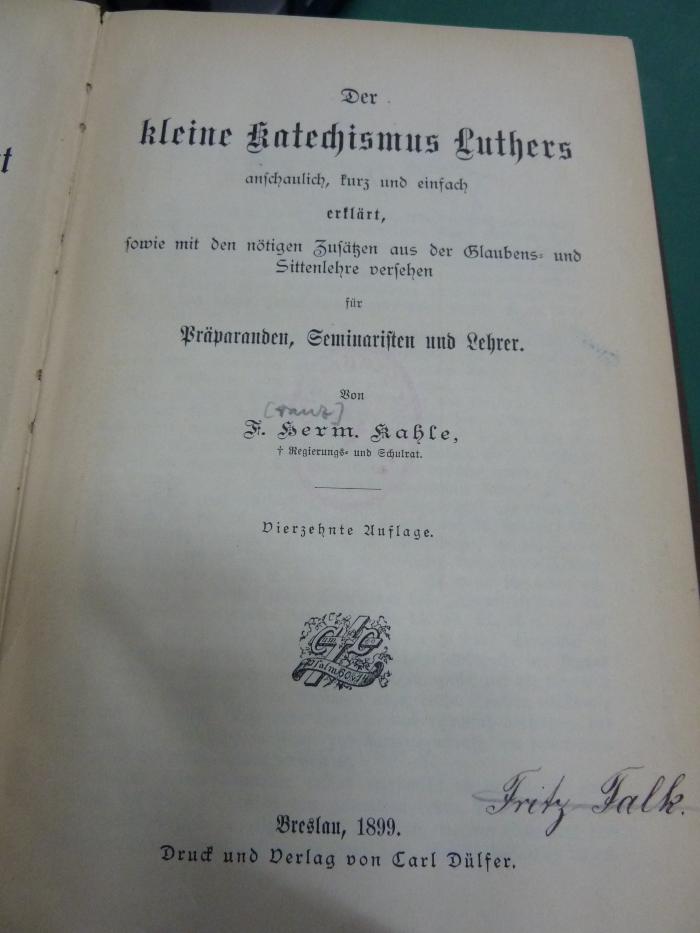 Der
kleine Katechismus Luthers
anschaulich, kurz und einfach
erklärt,
sowie mit den nötigen Zusätzen aus der Glaubens- und
Sittenlehre versehen
für
Präparanden, Seminaristen und Lehrer.
Von
[ranz]
F. Herm. Kahle,
† Regierungs- und Schulrat.
Vierzehnte Auflage.
Fritz Falk.
Breslau, 1899.
Druck und Verlag von Carl Dülfer.